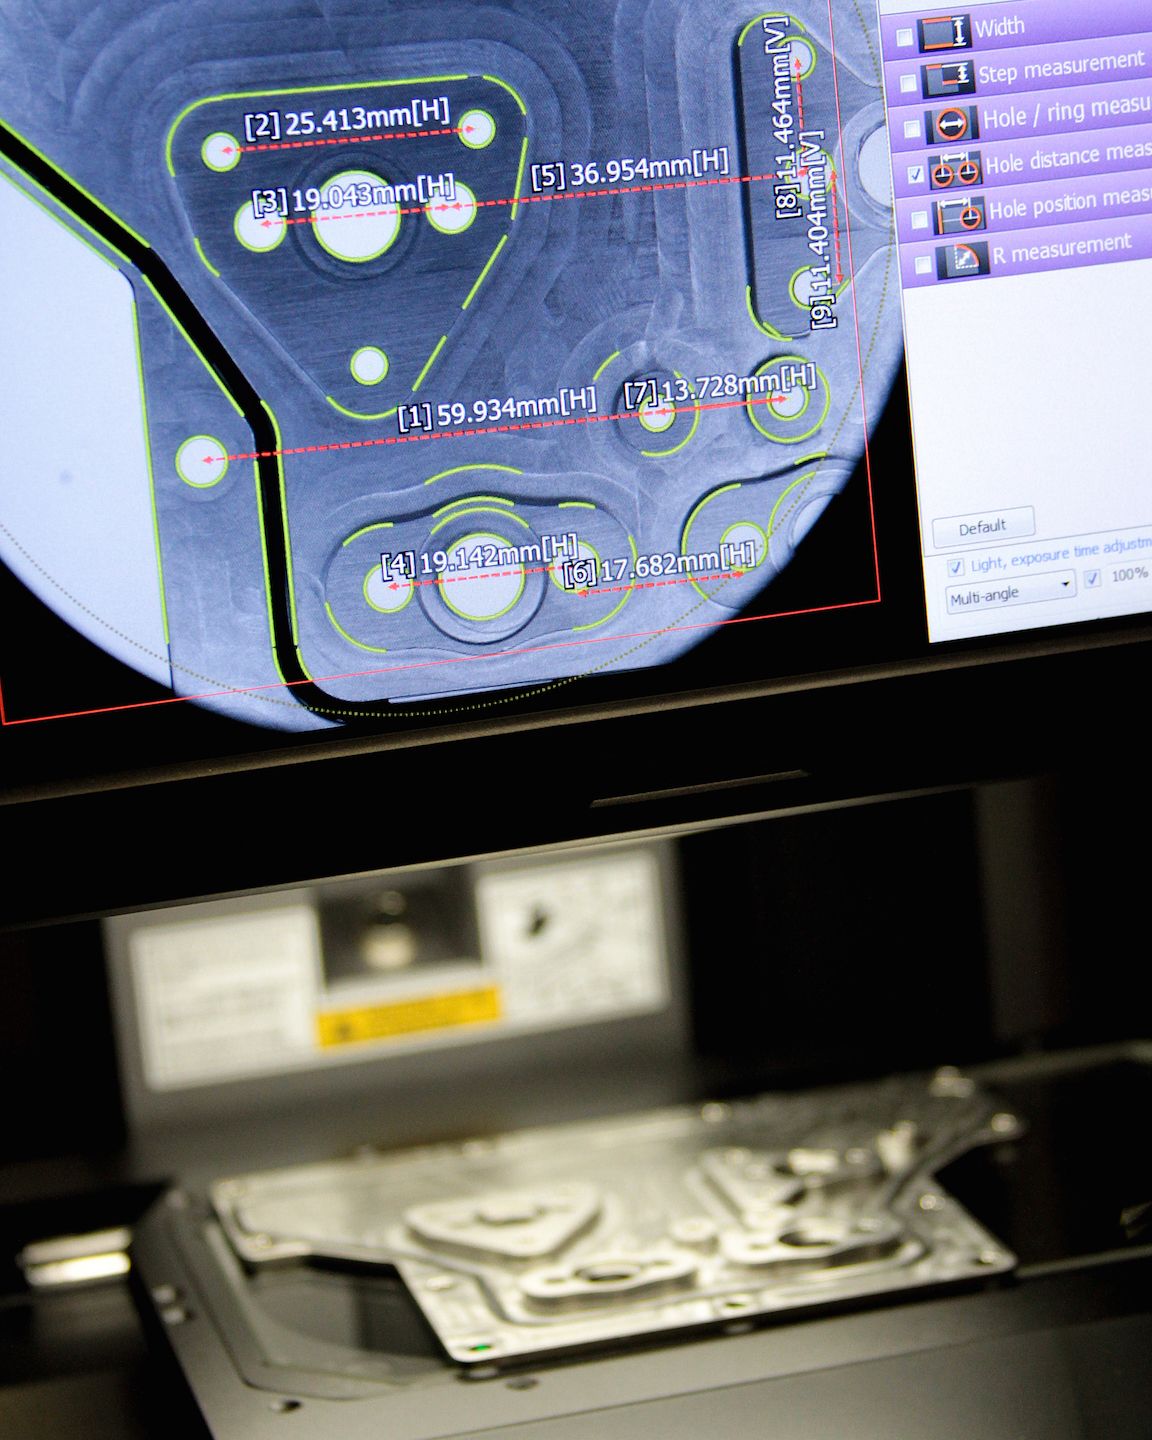 [2] 25.413mm[H]
[3] 19.043mm[H]
[5] 36.954mm[H]
[8] 11.464mm[V]
[9] 11.404mm[V]
[1] 59.934mm[H]
[7] 13.728mm[H]
[4] 19.142mm[H]
[6] 17.682mm[H]
Width
Step measurement
Hole / ring measu
Hole distance meas
Hole position meas
R measurement
Default
Light, exposure time adjustm
Multi-angle
100%